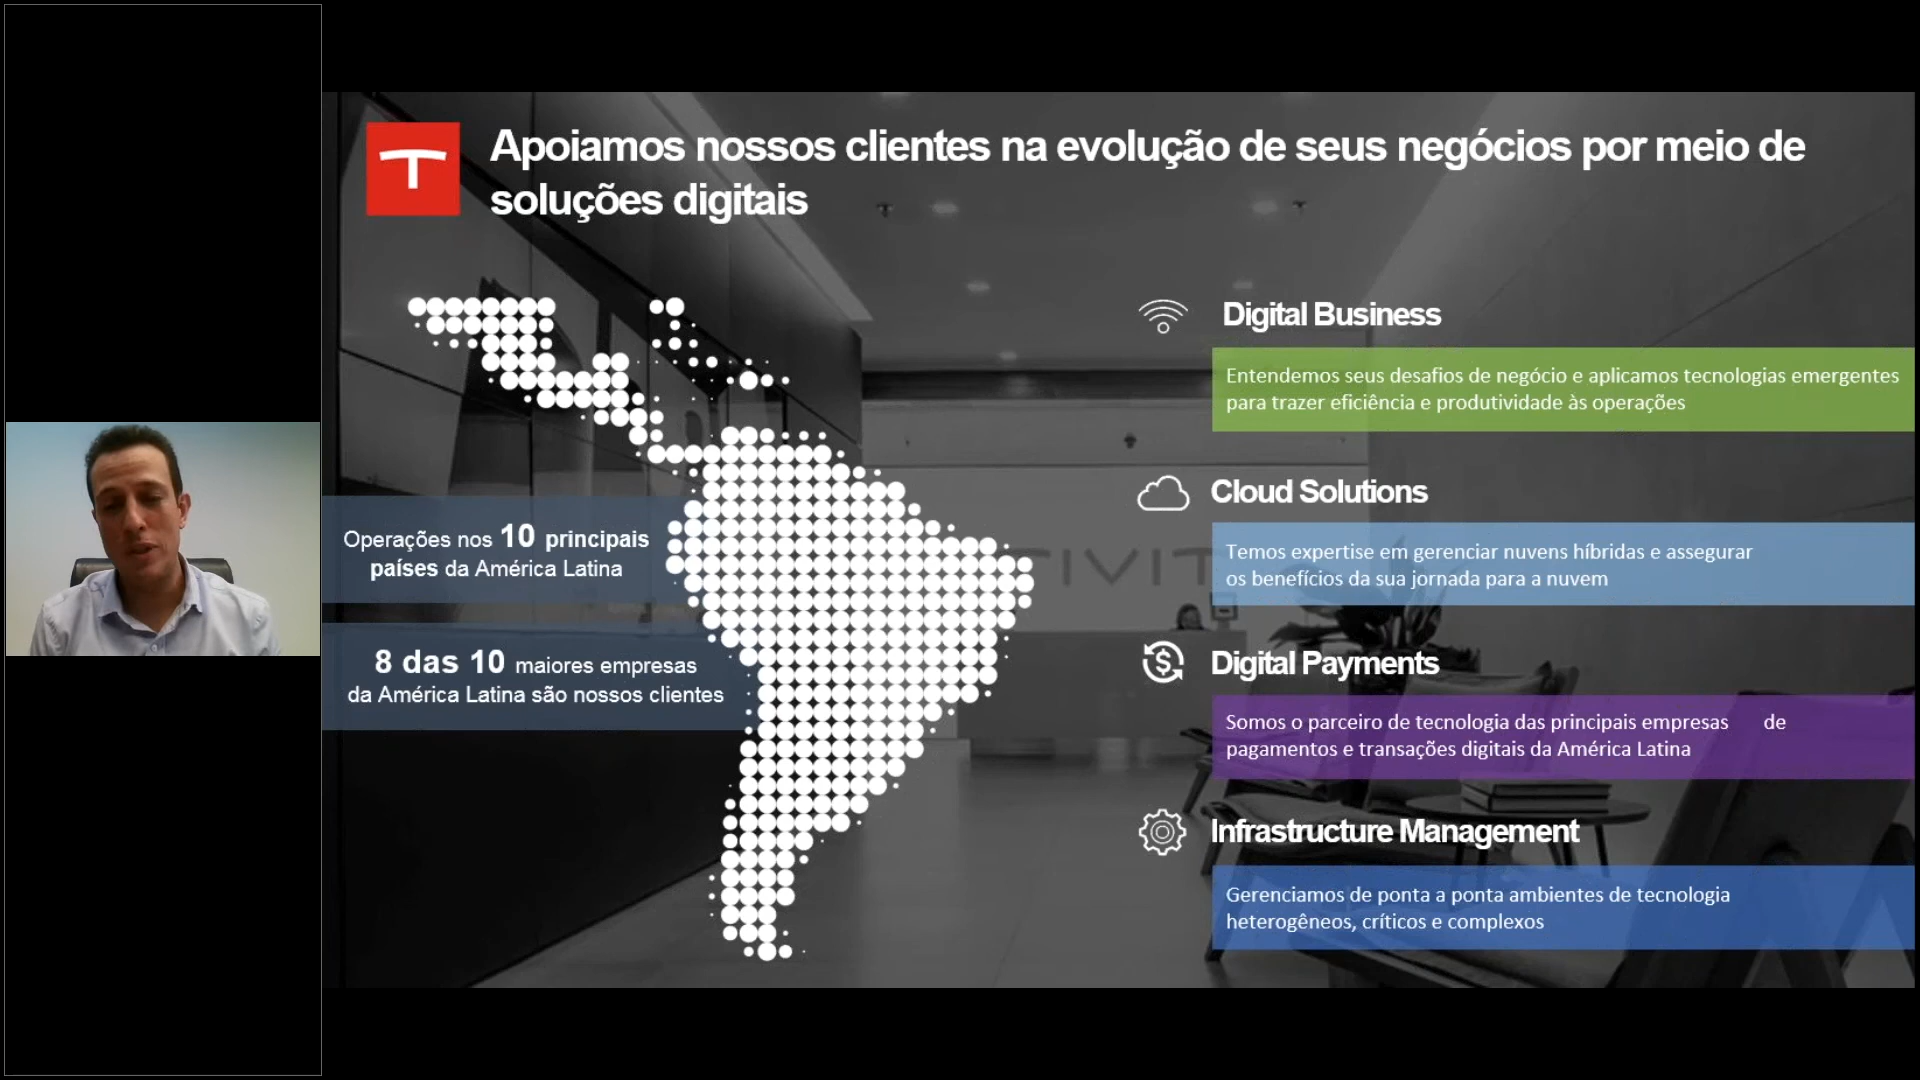 T
Apoiamos nossos clientes na evolução de seus negócios por meio de
soluções digitais
Operações nos 10 principais
países da América Latina
8 das 10 maiores empresas
da América Latina são nossos clientes
Digital Business
Entendemos seus desafios de negócio e aplicamos tecnologias emergentes
para trazer eficiência e produtividade às operações
Cloud Solutions
Temos expertise em gerenciar nuvens híbridas e assegurar
os benefícios da sua jornada para a nuvem
Digital Payments
Somos o parceiro de tecnologia das principais empresas de
pagamentos e transações digitais da América Latina
Infrastructure Management
Gerenciamos de ponta a ponta ambientes de tecnologia
heterogêneos, críticos e complexos
TIVIT